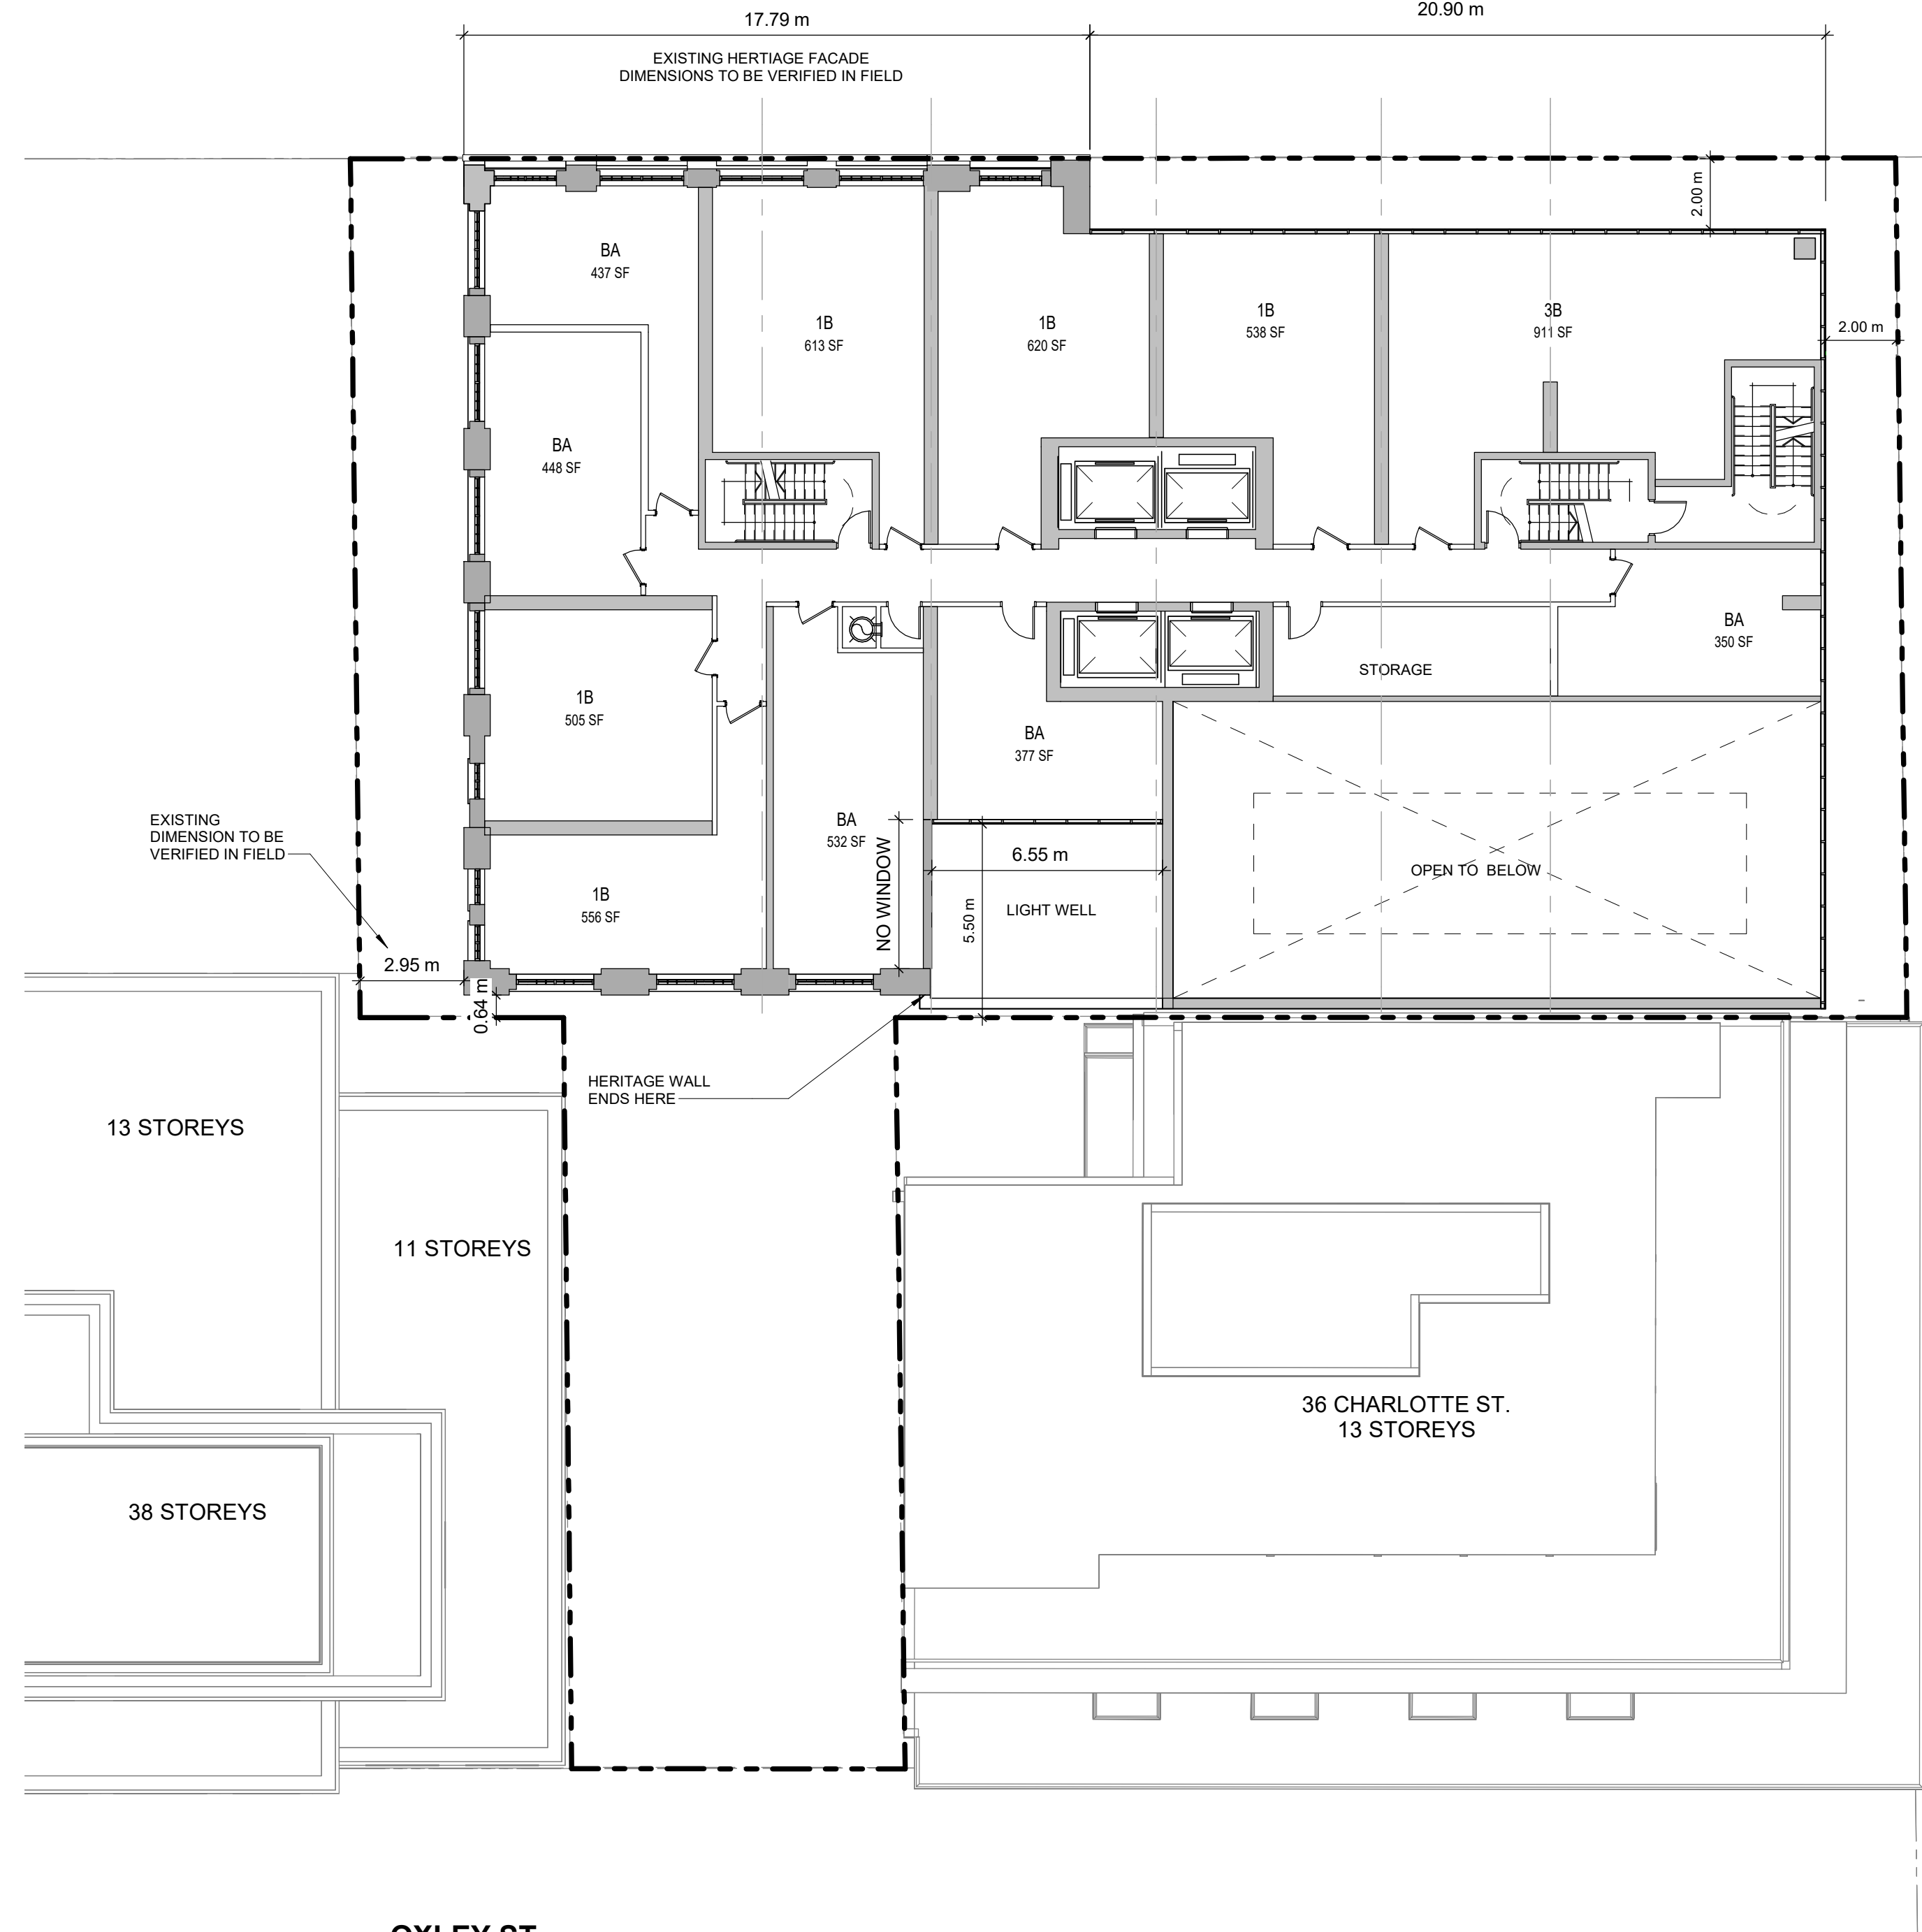 17.79 m
20.90 m
EXISTING HERTIAGE FACADE
DIMENSIONS TO BE VERIFIED IN FIELD
2.00 m
BA
437 SF
1B
613 SF
1B
620 SF
1B
538 SF
3B
911 SF
2.00 m
BA
448 SF
BA
350 SF
STORAGE
1B
505 SF
BA
377 SF
EXISTING
DIMENSION TO BE
VERIFIED IN FIELD
BA
532 SF
NO WINDOW
6.55 m
5.50 m
LIGHT WELL
OPEN TO BELOW
1B
556 SF
2.95 m
0.64 m
HERITAGE WALL
ENDS HERE
13 STOREYS
11 STOREYS
36 CHARLOTTE ST.
13 STOREYS
38 STOREYS
OXLEY ST